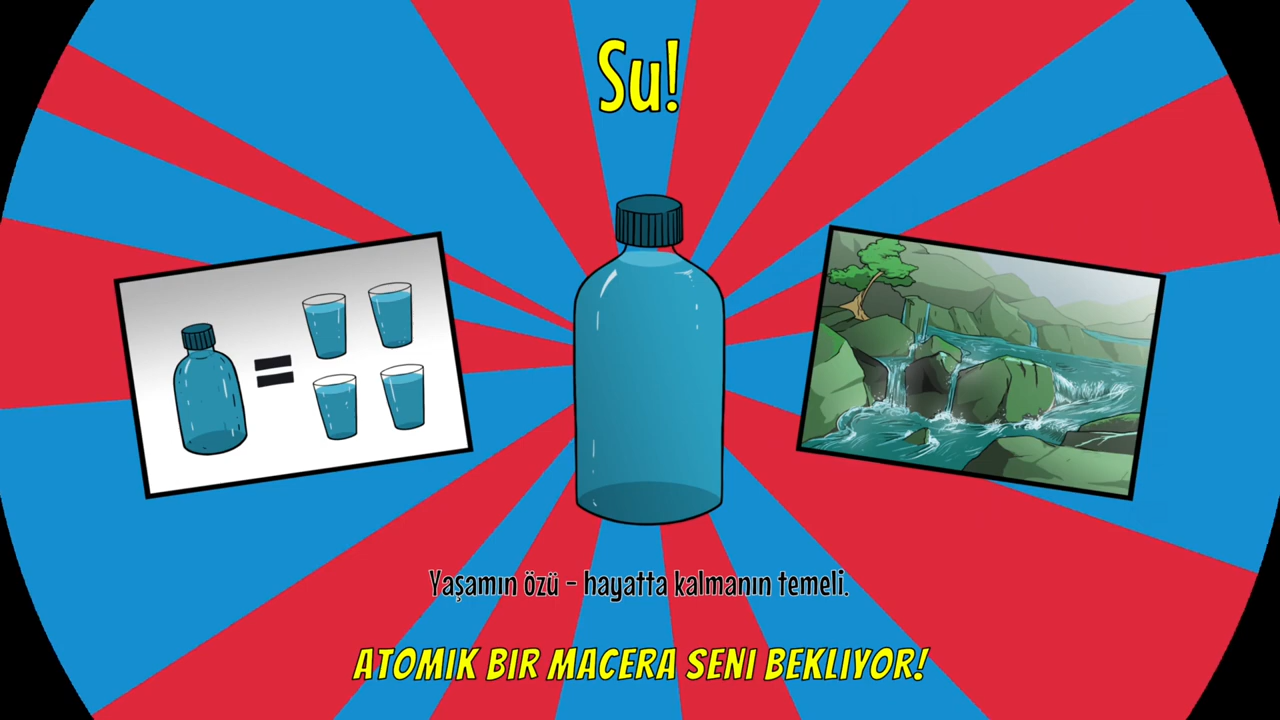 Su!
Yaşamın özü – hayatta kalmanın temeli.
ATOMIK BIR MACERA SENI BEKLIYOR!